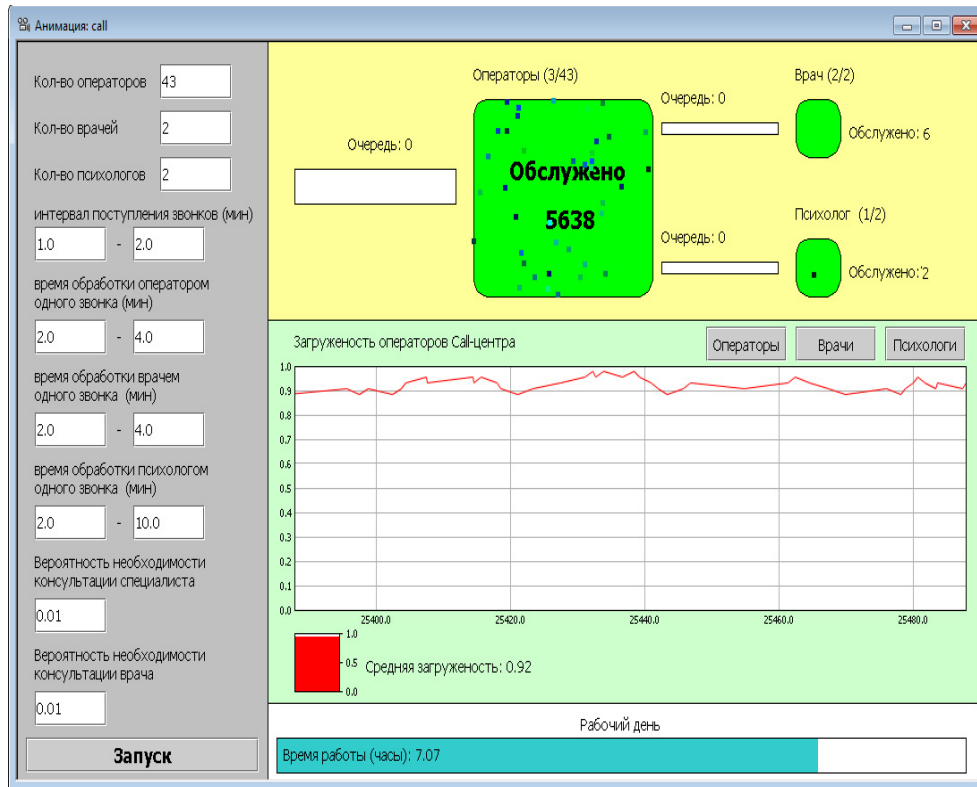 Анимация: call
Кол-во операторов 43
Кол-во врачей 2
Кол-во психологов 2
интервал поступления звонков (мин)
1.0 - 2.0
время обработки оператором
одного звонка (мин)
2.0 - 4.0
время обработки врачем
одного звонка (мин)
2.0 - 4.0
время обработки психологом
одного звонка (мин)
2.0 - 10.0
Вероятность необходимости
консультации специалиста
0.01
Вероятность необходимости
консультации врача
0.01
Запуск
Очередь: 0
Операторы (3/43)
Обслужено
5638
Очередь: 0
Врач (2/2)
Обслужено: 6
Очередь: 0
Психолог (1/2)
Обслужено: 2
Загруженость операторов Call-центра
Операторы Врачи Психологи
1.0
0.9
0.8
0.7
0.6
0.5
0.4
0.3
0.2
0.1
0.0
25400.0 25420.0 25440.0 25460.0 25480.0
1.0
0.5
0.0
Средняя загруженость: 0.92
Рабочий день
Время работы (часы): 7.07